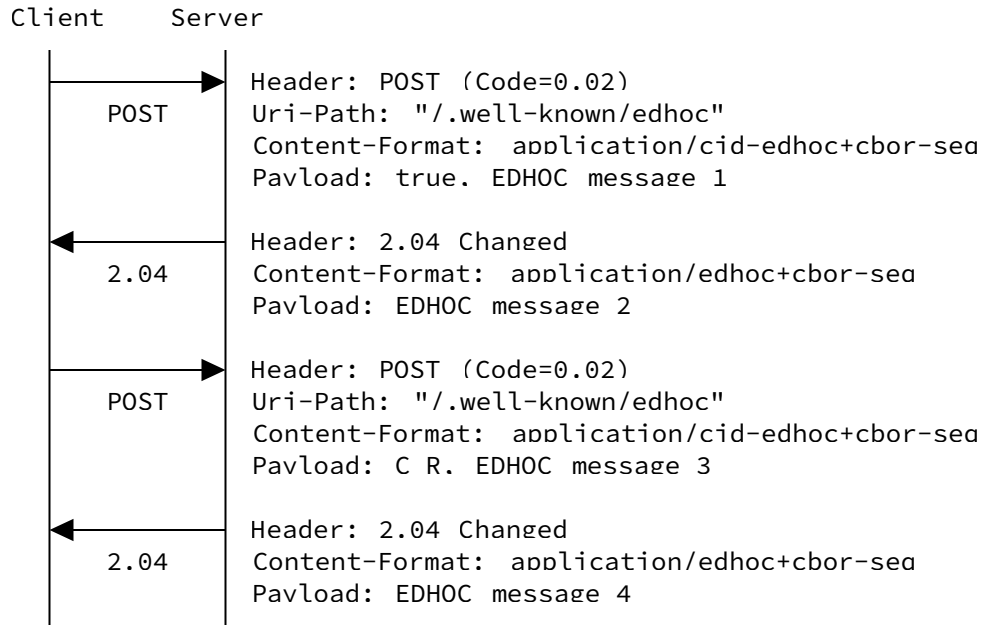 Client Server
Header: POST (Code=0.02)
POST Uri-Path: "/.well-known/edhoc"
Content-Format: application/cid-edhoc+cbor-seq
Payload: true, EDHOC message 1
Header: 2.04 Changed
2.04 Content-Format: application/edhoc+cbor-seq
Payload: EDHOC message 2
Header: POST (Code=0.02)
POST Uri-Path: "/.well-known/edhoc"
Content-Format: application/cid-edhoc+cbor-seq
Payload: C R, EDHOC message 3
Header: 2.04 Changed
2.04 Content-Format: application/edhoc+cbor-seq
Payload: EDHOC message 4